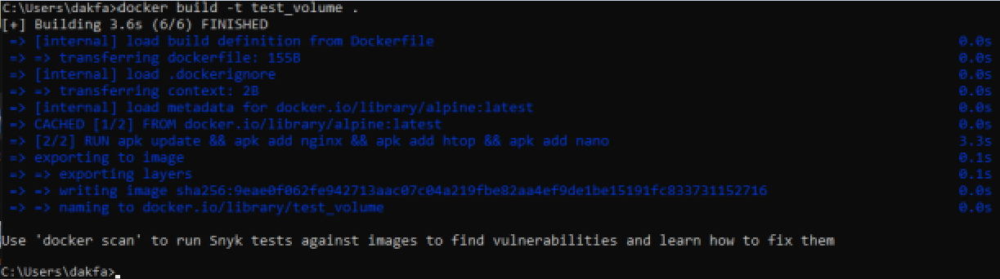 C:\Users\dakfa>docker build -t test_volume .
[+] Building 3.6s (6/6) FINISHED
=> [internal] load build definition from Dockerfile 0.0s
=> => transferring dockerfile: 155B 0.0s
=> [internal] load .dockerignore 0.0s
=> => transferring context: 2B 0.0s
=> [internal] load metadata for docker.io/library/alpine:latest 0.0s
=> CACHED [1/2] FROM docker.io/library/alpine:latest 0.0s
=> [2/2] RUN apk update && apk add nginx && apk add htop && apk add nano 3.3s
=> exporting to image 0.1s
=> => exporting layers 0.1s
=> => writing image sha256:9eae0f062fe942713aac07c04a219fbe82aa4ef9de1be15191fc833731152716 0.0s
=> => naming to docker.io/library/test_volume 0.0s
Use 'docker scan' to run Snyk tests against images to find vulnerabilities and learn how to fix them
C:\Users\dakfa>